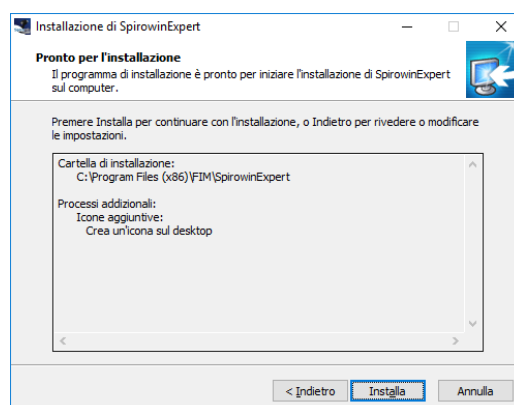 Installazione di SpirowinExpert
Pronto per l'installazione
Il programma di installazione è pronto per iniziare l'installazione di SpirowinExpert
sul computer.
Premere Installa per continuare con l'installazione, o Indietro per rivedere o modificare
le impostazioni.
Cartella di installazione:
C:\Program Files (x86)\FIM\SpirowinExpert
Processi addizionali:
Icone aggiuntive:
Crea un'icona sul desktop
< Indietro
Installa
Annulla